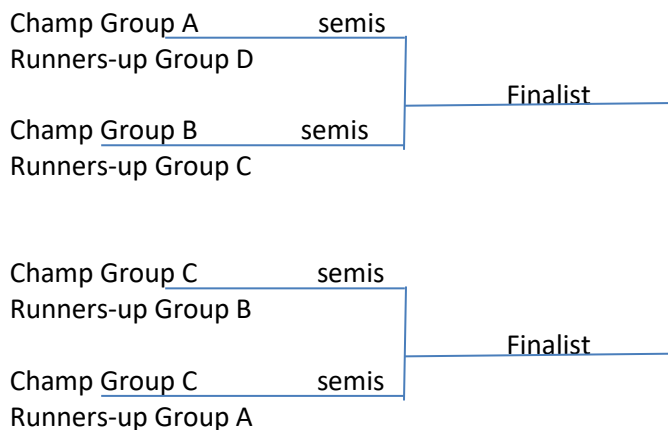 Champ Group A semis
Runners-up Group D
Finalist
Champ Group B semis
Runners-up Group C
Champ Group C semis
Runners-up Group B
Finalist
Champ Group C semis
Runners-up Group A